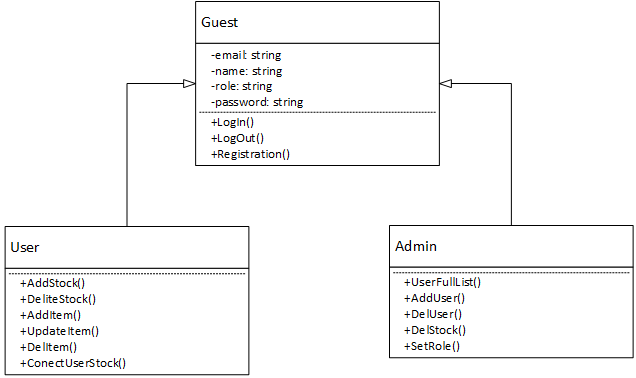 Guest
-email: string
-name: string
-role: string
-password: string
+LogIn()
+LogOut()
+Registration()
User
+AddStock()
+DeliteStock()
+AddItem()
+UpdateItem()
+DelItem()
+ConectUserStock()
Admin
+UserFullList()
+AddUser()
+DelUser()
+DelStock()
+SetRole()